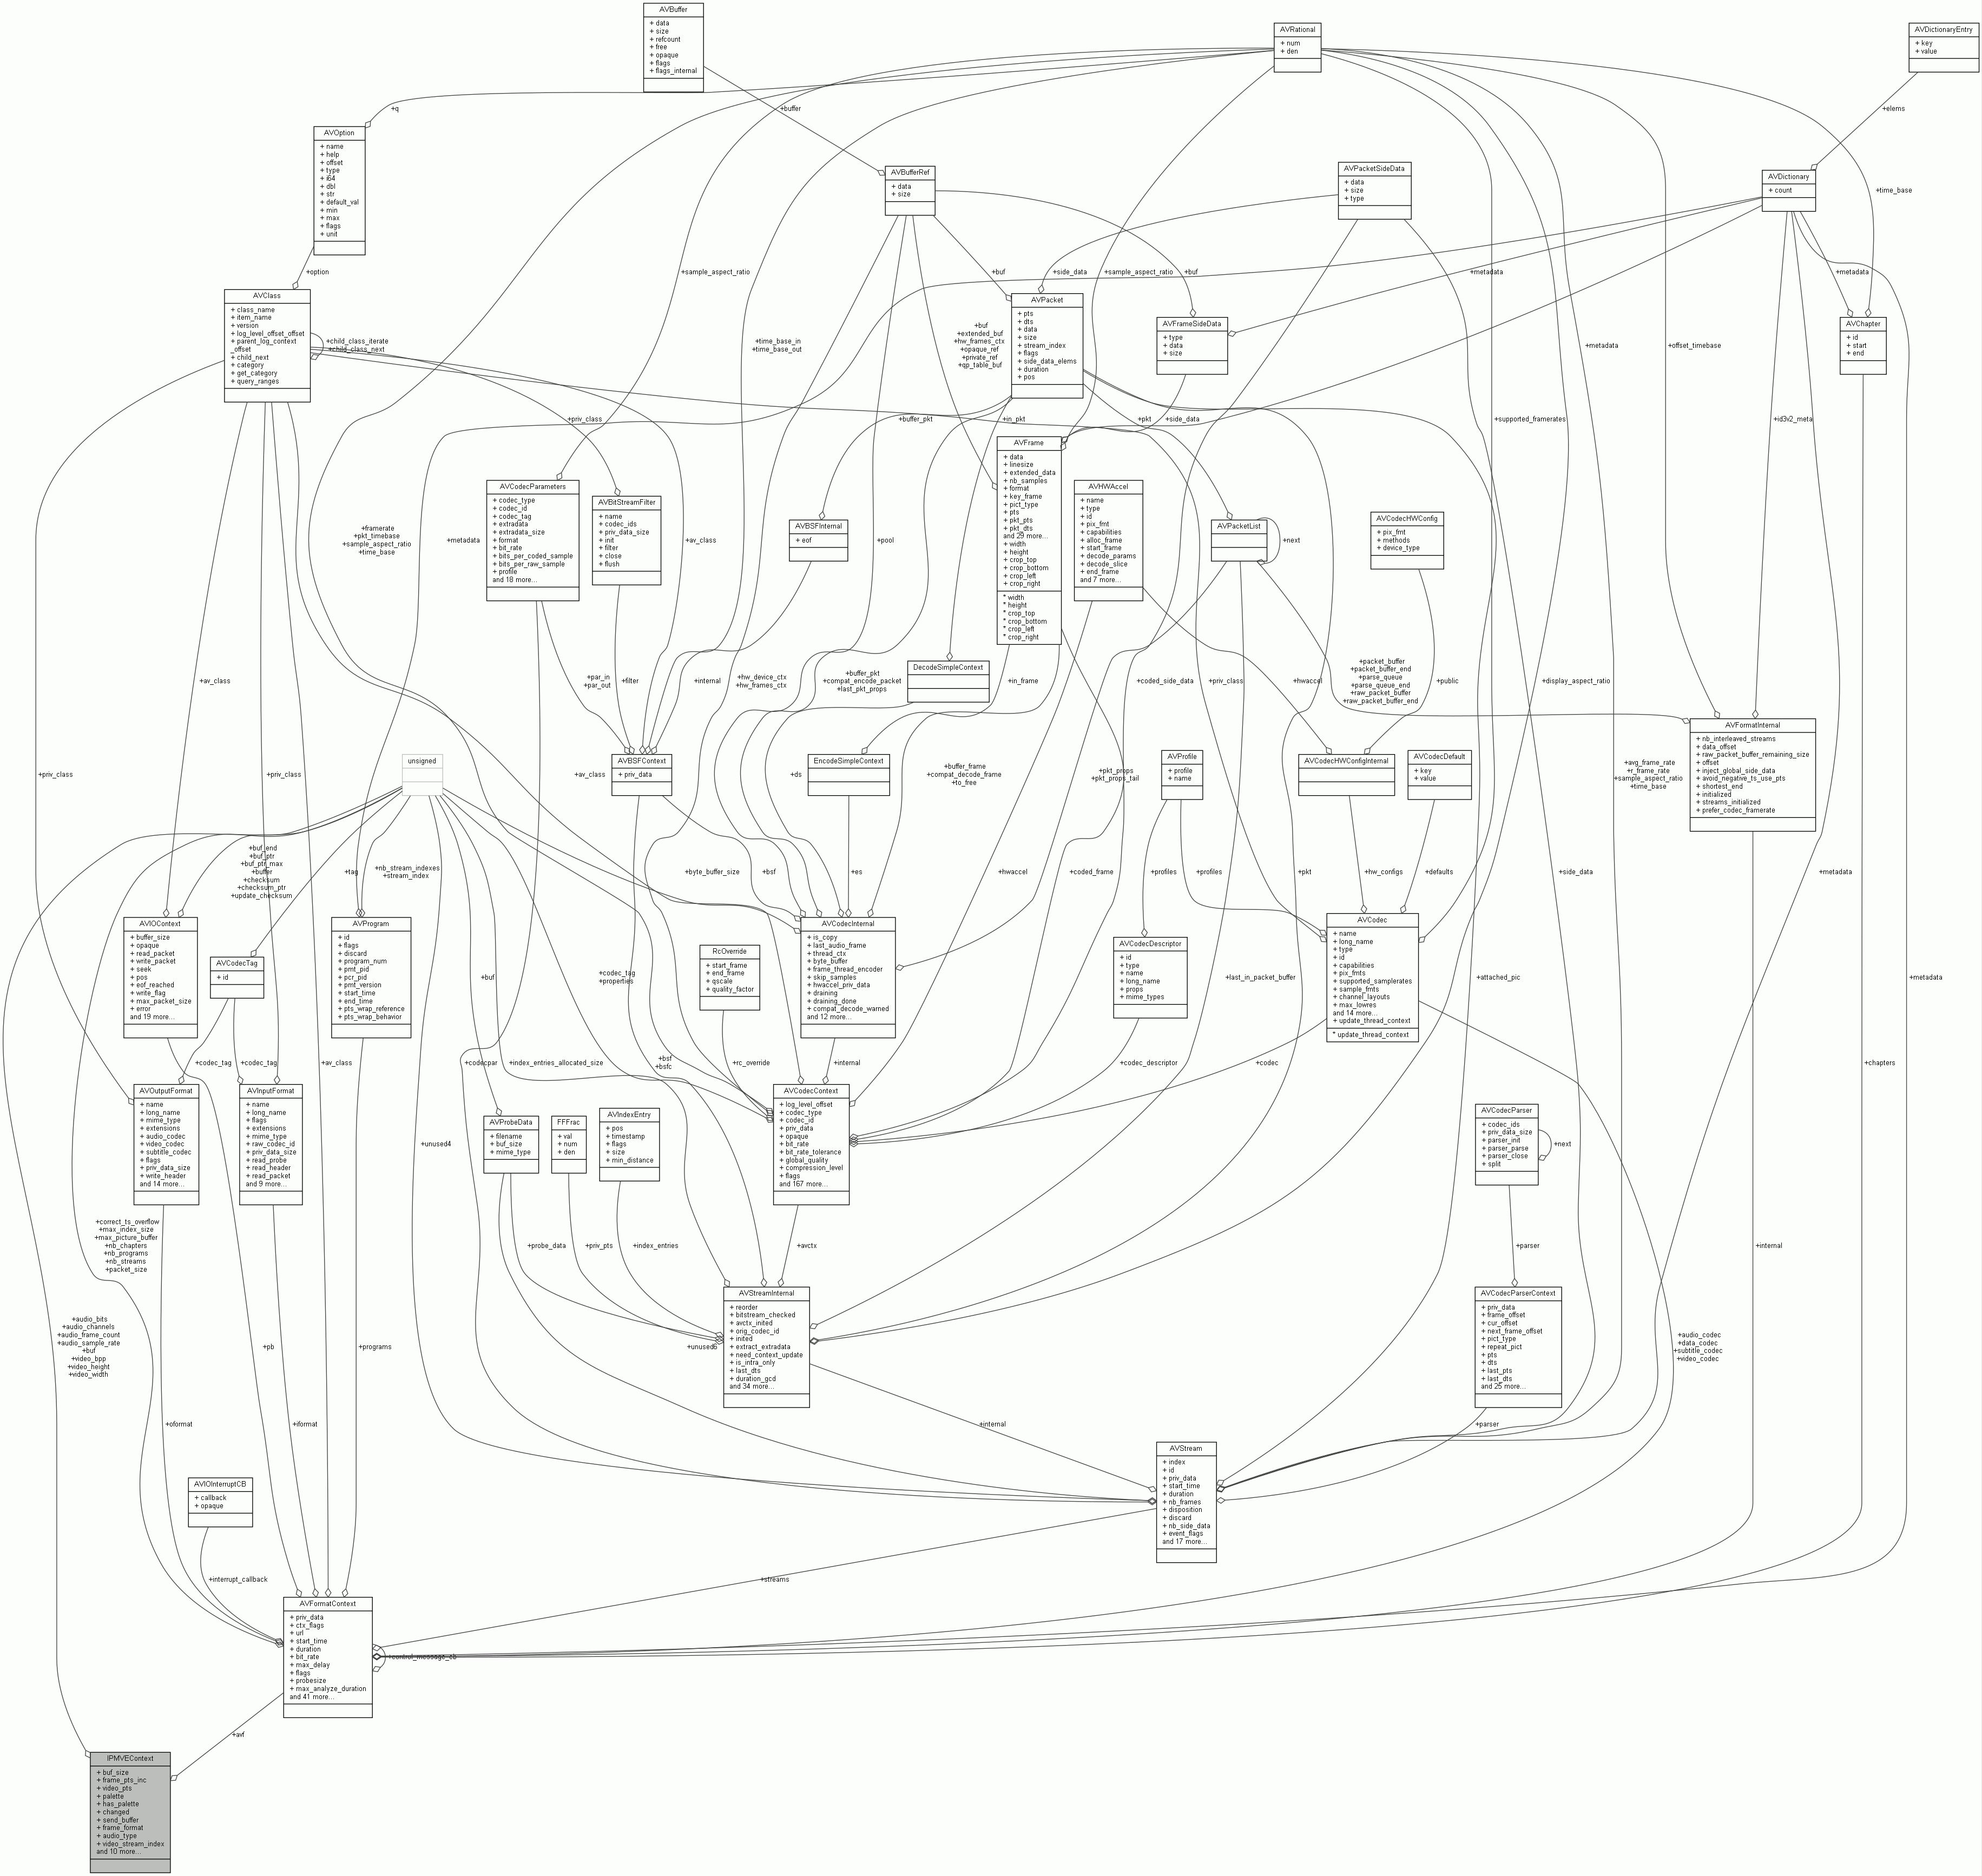 AVBuffer
+ data
+ size
+ refcount
+ free
+ opaque
+ flags
+ flags_internal
AVRational
+ num
+ den
AVDictionaryEntry
+ key
+ value
+buffer
+q
+elems
AVOption
+ name
+ help
+ offset
+ type
+ i64
+ dbl
+ str
+ default_val
+ min
+ max
+ flags
+ unit
AVBufferRef
+ data
+ size
AVPacketSideData
+ data
+ size
+ type
AVDictionary
+ count
+time_base
+option
+sample_aspect_ratio
+buf
+side_data
+sample_aspect_ratio
+buf
+metadata
+metadata
AVClass
+ class_name
+ item_name
+ version
+ log_level_offset_offset
+ parent_log_context
_offset
+ child_next
+ category
+ get_category
+ query_ranges
+child_class_iterate
+child_class_next
+time_base_in
+time_base_out
+buf
+extended_buf
+hw_frames_ctx
+opaque_ref
+private_ref
+qp_table_buf
AVPacket
+ pts
+ dts
+ data
+ size
+ stream_index
+ flags
+ side_data_elems
+ duration
+ pos
AVFrameSideData
+ type
+ data
+ size
+metadata
+offset_timebase
AVChapter
+ id
+ start
+ end
+priv_class
+buffer_pkt
+in_pkt
+pkt
+side_data
+supported_framerates
+id3v2_meta
AVFrame
+ data
+ linesize
+ extended_data
+ nb_samples
+ format
+ key_frame
+ pict_type
+ pts
+ pkt_pts
+ pkt_dts
and 29 more...
+ width
+ height
+ crop_top
+ crop_bottom
+ crop_left
+ crop_right
* width
* height
* crop_top
* crop_bottom
* crop_left
* crop_right
AVCodecParameters
+ codec_type
+ codec_id
+ codec_tag
+ extradata
+ extradata_size
+ format
+ bit_rate
+ bits_per_coded_sample
+ bits_per_raw_sample
+ profile
and 18 more...
AVBitStreamFilter
+ name
+ codec_ids
+ priv_data_size
+ init
+ filter
+ close
+ flush
AVBSFInternal
+ eof
AVHWAccel
+ name
+ type
+ id
+ pix_fmt
+ capabilities
+ alloc_frame
+ start_frame
+ decode_params
+ decode_slice
+ end_frame
and 7 more...
AVPacketList
+next
AVCodecHWConfig
+ pix_fmt
+ methods
+ device_type
+framerate
+pkt_timebase
+sample_aspect_ratio
+time_base
+metadata
+av_class
+pool
+av_class
+priv_class
+par_in
+par_out
+filter
+internal
+hw_device_ctx
+hw_frames_ctx
+buffer_pkt
+compat_encode_packet
+last_pkt_props
DecodeSimpleContext
+in_frame
+coded_side_data
+priv_class
+hwaccel
+packet_buffer
+packet_buffer_end
+parse_queue
+parse_queue_end
+raw_packet_buffer
+raw_packet_buffer_end
+public
+display_aspect_ratio
AVFormatInternal
+ nb_interleaved_streams
+ data_offset
+ raw_packet_buffer_remaining_size
+ offset
+ inject_global_side_data
+ avoid_negative_ts_use_pts
+ shortest_end
+ initialized
+ streams_initialized
+ prefer_codec_framerate
+priv_class
+priv_class
unsigned
+av_class
AVBSFContext
+ priv_data
+ds
EncodeSimpleContext
+buffer_frame
+compat_decode_frame
+to_free
+pkt_props
+pkt_props_tail
AVProfile
+ profile
+ name
AVCodecHWConfigInternal
AVCodecDefault
+ key
+ value
+avg_frame_rate
+r_frame_rate
+sample_aspect_ratio
+time_base
+buf_end
+buf_ptr
+buf_ptr_max
+buffer
+checksum
+checksum_ptr
+update_checksum
+tag
+nb_stream_indexes
+stream_index
+byte_buffer_size
+bsf
+es
+hwaccel
+coded_frame
+profiles
+profiles
+pkt
+hw_configs
+defaults
+side_data
+metadata
AVIOContext
+ buffer_size
+ opaque
+ read_packet
+ write_packet
+ seek
+ pos
+ eof_reached
+ write_flag
+ max_packet_size
+ error
and 19 more...
AVCodecTag
+ id
AVProgram
+ id
+ flags
+ discard
+ program_num
+ pmt_pid
+ pcr_pid
+ pmt_version
+ start_time
+ end_time
+ pts_wrap_reference
+ pts_wrap_behavior
+buf
+codec_tag
+properties
RcOverride
+ start_frame
+ end_frame
+ qscale
+ quality_factor
AVCodecInternal
+ is_copy
+ last_audio_frame
+ thread_ctx
+ byte_buffer
+ frame_thread_encoder
+ skip_samples
+ hwaccel_priv_data
+ draining
+ draining_done
+ compat_decode_warned
and 12 more...
AVCodecDescriptor
+ id
+ type
+ name
+ long_name
+ props
+ mime_types
+last_in_packet_buffer
AVCodec
+ name
+ long_name
+ type
+ id
+ capabilities
+ pix_fmts
+ supported_samplerates
+ sample_fmts
+ channel_layouts
+ max_lowres
and 14 more...
+ update_thread_context
* update_thread_context
+attached_pic
+metadata
+codec_tag
+codec_tag
+av_class
+codecpar
+index_entries_allocated_size
+bsf
+bsfc
+rc_override
+internal
+codec_descriptor
+codec
+chapters
AVOutputFormat
+ name
+ long_name
+ mime_type
+ extensions
+ audio_codec
+ video_codec
+ subtitle_codec
+ flags
+ priv_data_size
+ write_header
and 14 more...
AVInputFormat
+ name
+ long_name
+ flags
+ extensions
+ mime_type
+ raw_codec_id
+ priv_data_size
+ read_probe
+ read_header
+ read_packet
and 9 more...
+unused4
AVProbeData
+ filename
+ buf_size
+ mime_type
FFFrac
+ val
+ num
+ den
AVIndexEntry
+ pos
+ timestamp
+ flags
+ size
+ min_distance
AVCodecContext
+ log_level_offset
+ codec_type
+ codec_id
+ priv_data
+ opaque
+ bit_rate
+ bit_rate_tolerance
+ global_quality
+ compression_level
+ flags
and 167 more...
AVCodecParser
+ codec_ids
+ priv_data_size
+ parser_init
+ parser_parse
+ parser_close
+ split
+next
+correct_ts_overflow
+max_index_size
+max_picture_buffer
+nb_chapters
+nb_programs
+nb_streams
+packet_size
+probe_data
+priv_pts
+index_entries
+avctx
+parser
+internal
+audio_bits
+audio_channels
+audio_frame_count
+audio_sample_rate
+buf
+video_bpp
+video_height
+video_width
+pb
+programs
+unused6
AVStreamInternal
+ reorder
+ bitstream_checked
+ avctx_inited
+ orig_codec_id
+ inited
+ extract_extradata
+ need_context_update
+ is_intra_only
+ last_dts
+ duration_gcd
and 34 more...
AVCodecParserContext
+ priv_data
+ frame_offset
+ cur_offset
+ next_frame_offset
+ pict_type
+ repeat_pict
+ pts
+ dts
+ last_pts
+ last_dts
and 25 more...
+audio_codec
+data_codec
+subtitle_codec
+video_codec
+oformat
+iformat
+internal
+parser
AVIOInterruptCB
+ callback
+ opaque
AVStream
+ index
+ id
+ priv_data
+ start_time
+ duration
+ nb_frames
+ disposition
+ discard
+ nb_side_data
+ event_flags
and 17 more...
+interrupt_callback
+streams
AVFormatContext
+ priv_data
+ ctx_flags
+ url
+ start_time
+ duration
+ bit_rate
+ max_delay
+ flags
+ probesize
+ max_analyze_duration
and 41 more...
+control_message_cb
+avf
IPMVEContext
+ buf_size
+ frame_pts_inc
+ video_pts
+ palette
+ has_palette
+ changed
+ send_buffer
+ frame_format
+ audio_type
+ video_stream_index
and 10 more...